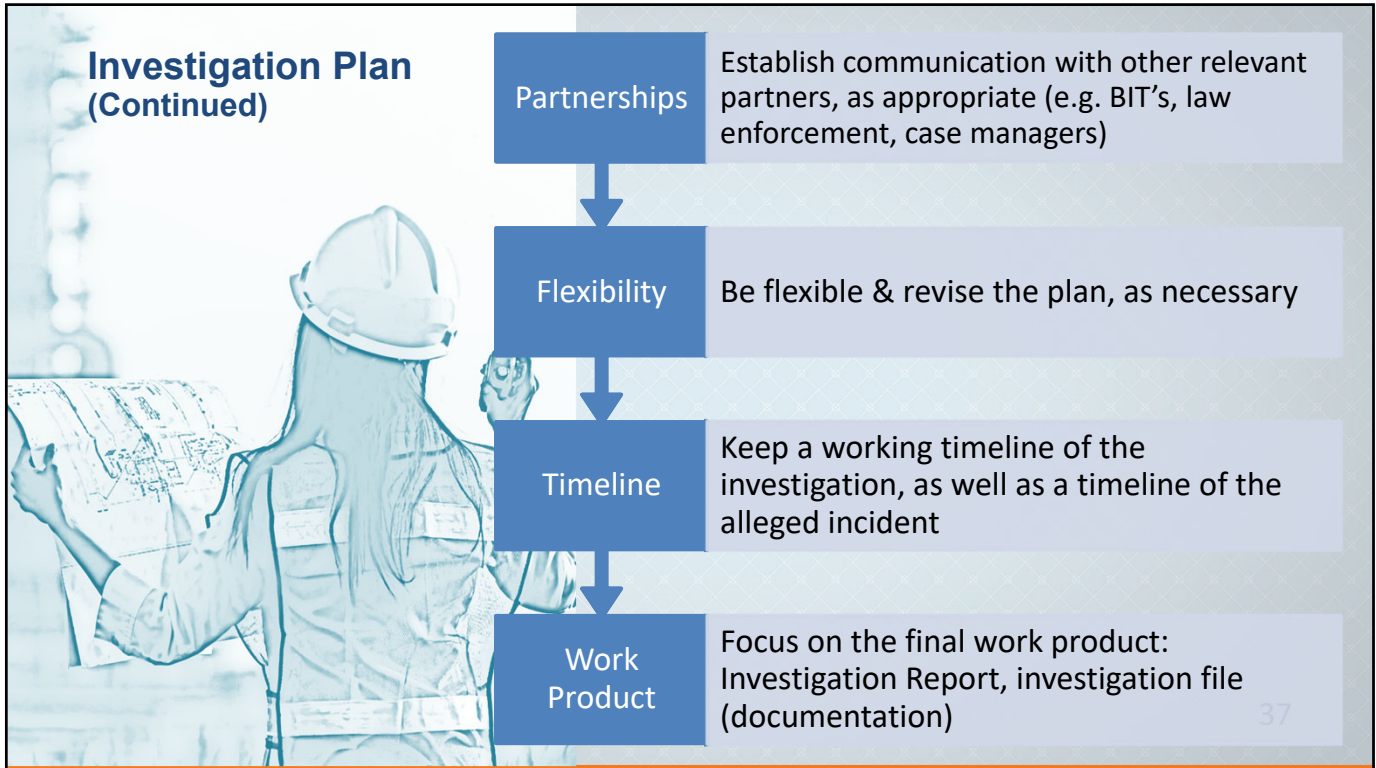 Investigation Plan
(Continued)
Partnerships
Establish communication with other relevant
partners, as appropriate (e.g. BIT’s, law
enforcement, case managers)
Flexibility
Be flexible & revise the plan, as necessary
Timeline
Keep a working timeline of the
investigation, as well as a timeline of the
alleged incident
Work
Product
Focus on the final work product:
Investigation Report, investigation file
(documentation)
37